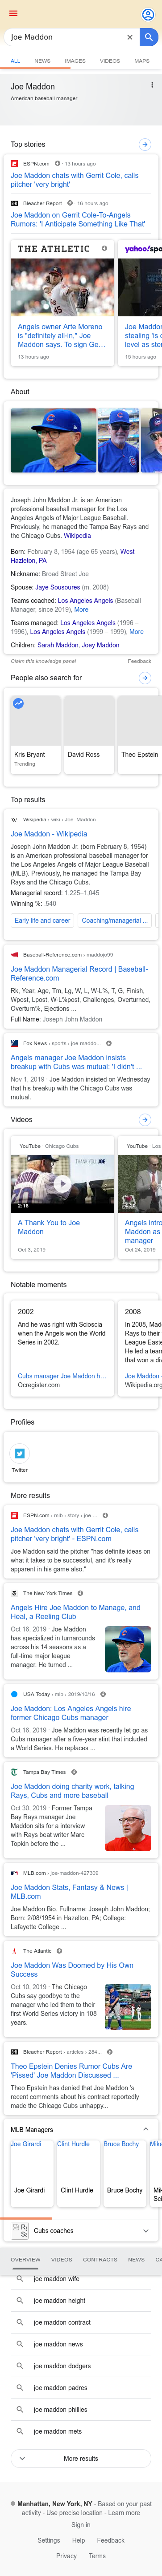 Joe Maddon
ALL NEWS IMAGES VIDEOS MAPS
Joe Maddon
American baseball manager
Top stories
ESPN.com 13 hours ago
Joe Maddon chats with Gerrit Cole, calls
pitcher 'very bright'
Bleacher Report 16 hours ago
Joe Maddon on Gerrit Cole-To-Angels
Rumors: 'I Anticipate Something Like That'
THE ATHLETIC
Angels owner Arte Moreno
is "definitely all-in," Joe
Maddon says. To sign Ge...
13 hours ago
yahoo!spo
Joe Maddo
stealing 'is o
level as ster
15 hours ago
About
Joseph John Maddon Jr. is an American
professional baseball manager for the Los
Angeles Angels of Major League Baseball.
Previously, he managed the Tampa Bay Rays and
the Chicago Cubs. Wikipedia
Born: February 8, 1954 (age 65 years), West
Hazleton, PA
Nickname: Broad Street Joe
Spouse: Jaye Sousoures (m. 2008)
Teams coached: Los Angeles Angels (Baseball
Manager, since 2019), More
Teams managed: Los Angeles Angels (1996 –
1996), Los Angeles Angels (1999 – 1999), More
Children: Sarah Maddon, Joey Maddon
Claim this knowledge panel Feedback
People also search for
Kris Bryant
Trending
David Ross
Theo Epstein
Top results
Wikipedia › wiki › Joe_Maddon
Joe Maddon - Wikipedia
Joseph John Maddon Jr. (born February 8, 1954)
is an American professional baseball manager for
the Los Angeles Angels of Major League Baseball
(MLB). Previously, he managed the Tampa Bay
Rays and the Chicago Cubs.
Managerial record: 1,225–1,045
Winning %: .540
Early life and career Coaching/managerial ...
Baseball-Reference.com › maddojo99
Joe Maddon Managerial Record | Baseball-
Reference.com
Rk, Year, Age, Tm, Lg, W, L, W-L%, T, G, Finish,
Wpost, Lpost, W-L%post, Challenges, Overturned,
Overturn%, Ejections ...
Full Name: Joseph John Maddon
Fox News › sports › joe-maddo...
Angels manager Joe Maddon insists
breakup with Cubs was mutual: 'I didn't ...
Nov 1, 2019 · Joe Maddon insisted on Wednesday
that his breakup with the Chicago Cubs was
mutual.
Videos
YouTube · Chicago Cubs
THANK YOU JOE
2:16
A Thank You to Joe
Maddon
Oct 3, 2019
YouTube · Los
Angels intro
Maddon as
manager
Oct 24, 2019
Notable moments
2002
And he was right with Scioscia
when the Angels won the World
Series in 2002.
Cubs manager Joe Maddon h...
Ocregister.com
2008
In 2008, Mad
Rays to their
League Easte
He led a team
that won a div
Joe Maddon -
Wikipedia.org
Profiles
Twitter
More results
ESPN.com › mlb › story › joe-...
Joe Maddon chats with Gerrit Cole, calls
pitcher 'very bright' - ESPN.com
Joe Maddon said the pitcher "has definite ideas on
what it takes to be successful, and it's really
apparent in his game also."
The New York Times
Angels Hire Joe Maddon to Manage, and
Heal, a Reeling Club
Oct 16, 2019 · Joe Maddon
has specialized in turnarounds
across his 14 seasons as a
full-time major league
manager. He turned ...
USA Today › mlb › 2019/10/16
Joe Maddon: Los Angeles Angels hire
former Chicago Cubs manager
Oct 16, 2019 · Joe Maddon was recently let go as
Cubs manager after a five-year stint that included
a World Series. He replaces ...
Tampa Bay Times
Joe Maddon doing charity work, talking
Rays, Cubs and more baseball
Oct 30, 2019 · Former Tampa
Bay Rays manager Joe
Maddon sits for a interview
with Rays beat writer Marc
Topkin before the ...
MLB.com › joe-maddon-427309
Joe Maddon Stats, Fantasy & News |
MLB.com
Joe Maddon Bio. Fullname: Joseph John Maddon;
Born: 2/08/1954 in Hazelton, PA; College:
Lafayette College ...
The Atlantic
Joe Maddon Was Doomed by His Own
Success
Oct 10, 2019 · The Chicago
Cubs say goodbye to the
manager who led them to their
first World Series victory in 108
years.
Bleacher Report › articles › 284...
Theo Epstein Denies Rumor Cubs Are
'Pissed' Joe Maddon Discussed ...
Theo Epstein has denied that Joe Maddon 's
recent comments about his contract reportedly
made the Chicago Cubs unhappy...
MLB Managers
Joe Girardi
Clint Hurdle
Bruce Bochy
Mike
Joe Girardi
Clint Hurdle
Bruce Bochy
Mik
Sci
Cubs coaches
OVERVIEW VIDEOS CONTRACTS NEWS CA
joe maddon wife
joe maddon height
joe maddon contract
joe maddon news
joe maddon dodgers
joe maddon padres
joe maddon phillies
joe maddon mets
More results
Manhattan, New York, NY - Based on your past
activity - Use precise location - Learn more
Sign in
Settings Help Feedback
Privacy Terms